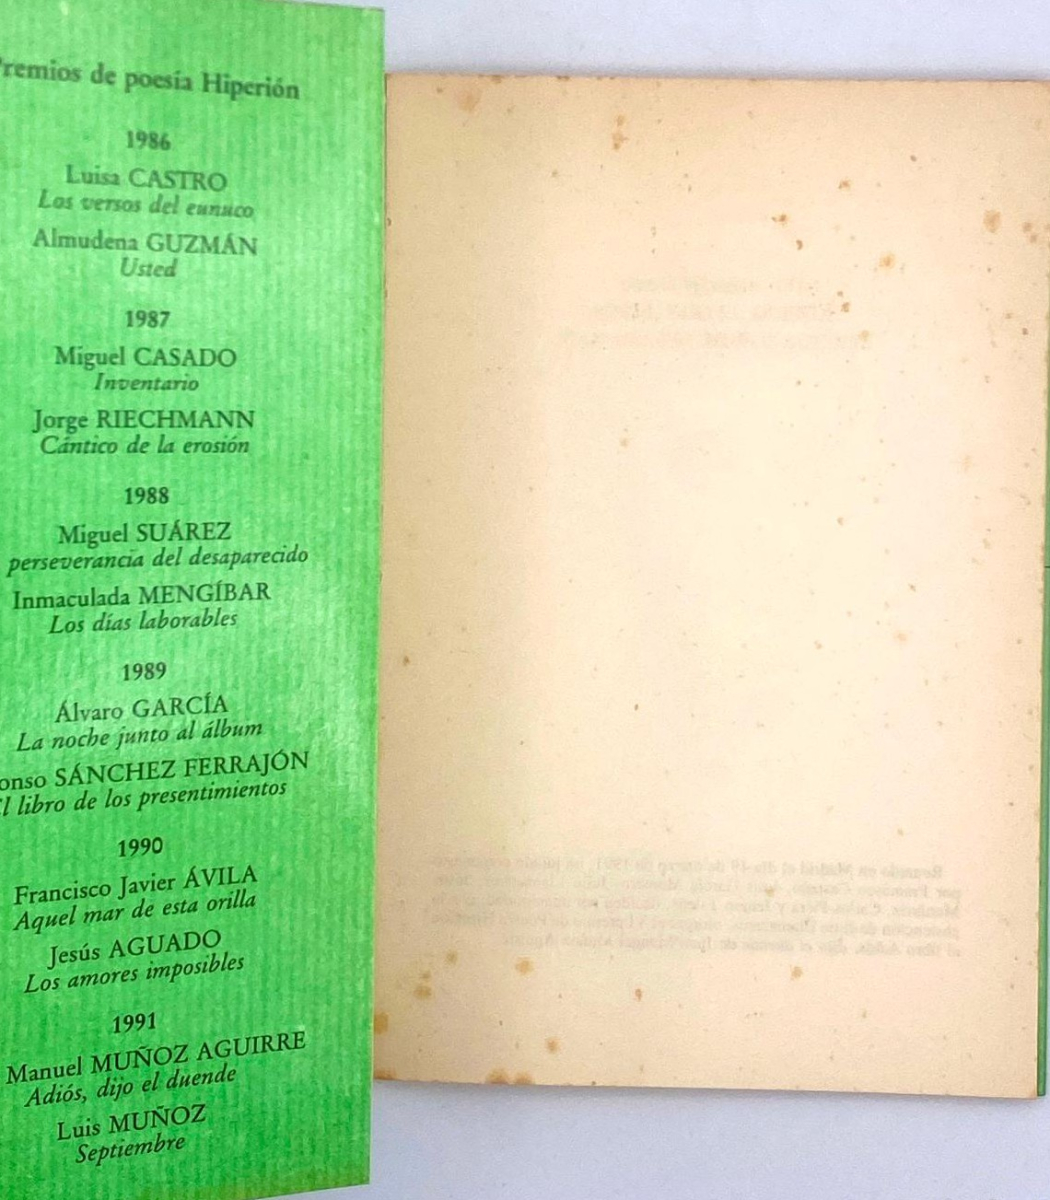 Premios de poesía Hiperión
1986
Luisa CASTRO
Los versos del eunuco
Almudena GUZMÁN
Usted
1987
Miguel CASADO
Inventario
Jorge RIECHMANN
Cántico de la erosión
1988
Miguel SUÁREZ
perseverancia del desaparecido
Inmaculada MENGÍBAR
Los días laborables
1989
Álvaro GARCÍA
La noche junto al álbum
onso SÁNCHEZ FERRAJÓN
El libro de los presentimientos
1990
Francisco Javier ÁVILA
Aquel mar de esta orilla
Jesús AGUADO
Los amores imposibles
1991
Manuel MUÑOZ AGUIRRE
Adiós, dijo el duende
Luis MUÑOZ
Septiembre